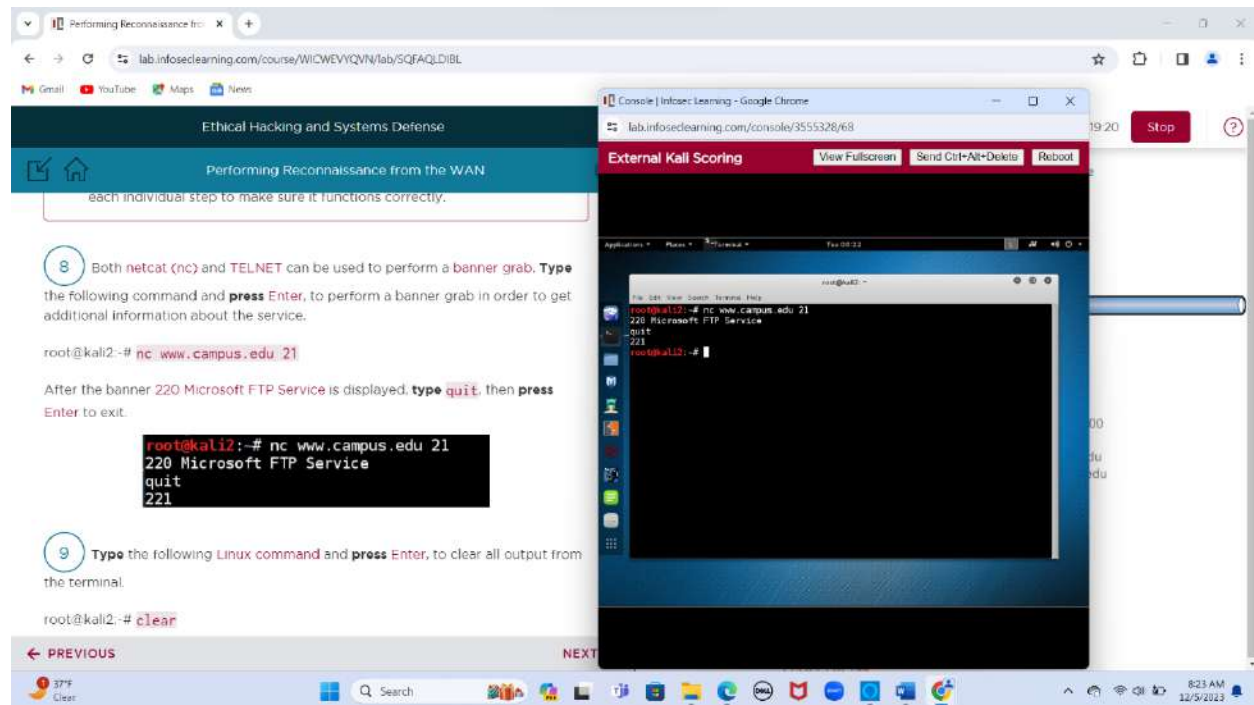 Performing Reconnaissance fro
lab.infoseclearning.com/course/WICWEVYQVN/lab/SQFAQLDIBL
Gmail YouTube Maps News
Ethical Hacking and Systems Defense
Performing Reconnaissance from the WAN
each individual step to make sure it functions correctly.
8 Both netcat (nc) and TELNET can be used to perform a banner grab. Type
the following command and press Enter, to perform a banner grab in order to get
additional information about the service.
root@kali2:~# nc www.campus.edu 21
After the banner 220 Microsoft FTP Service is displayed, type quit, then press
Enter to exit.
root@kali2:~# nc www.campus.edu 21
220 Microsoft FTP Service
quit
221
9 Type the following Linux command and press Enter, to clear all output from
the terminal.
root@kali2:~# clear
← PREVIOUS
NEXT
Console | Infosec Learning - Google Chrome
lab.infoseclearning.com/console/3555328/68
External Kali Scoring
View Fullscreen Send Ctrl+Alt+Delete Reboot
Applications Places Terminal
root@kali2: ~
File Edit View Search Terminal Help
root@kali2:~# nc www.campus.edu 21
220 Microsoft FTP Service
quit
221
root@kali2:~#
19:20 Stop
00
du
edu
37°F
Clear
Search
DELL
8:23 AM
12/5/2023